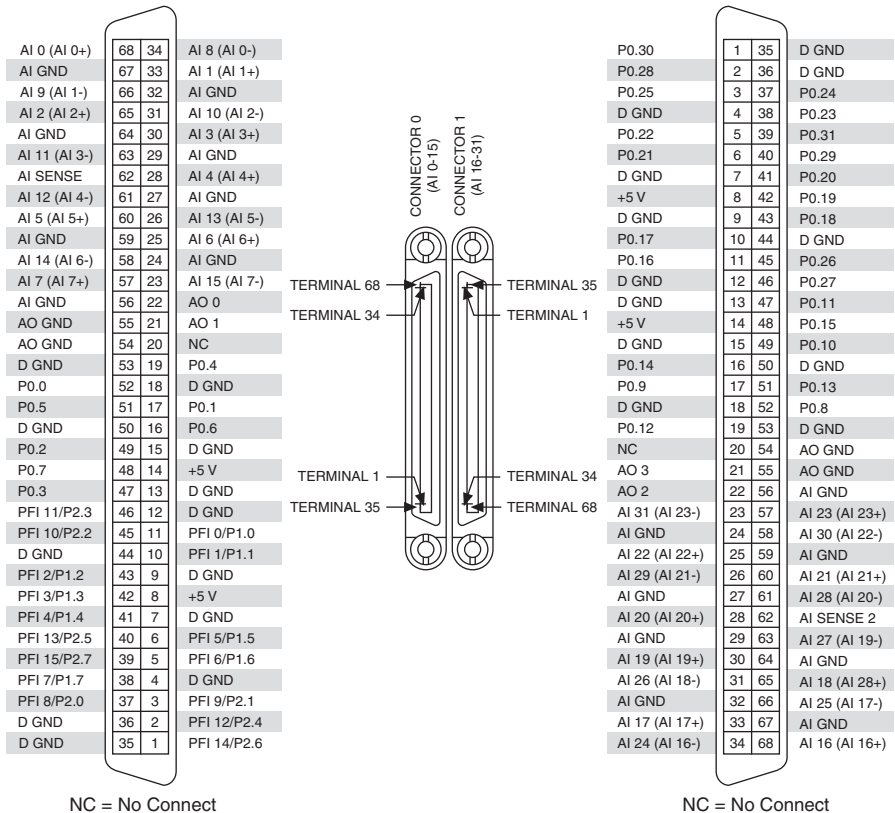 AI 0 (AI 0+) 68 34 AI 8 (AI 0-)
AI GND 67 33 AI 1 (AI 1+)
AI 9 (AI 1-) 66 32 AI GND
AI 2 (AI 2+) 65 31 AI 10 (AI 2-)
AI GND 64 30 AI 3 (AI 3+)
AI 11 (AI 3-) 63 29 AI GND
AI SENSE 62 28 AI 4 (AI 4+)
AI 12 (AI 4-) 61 27 AI GND
AI 5 (AI 5+) 60 26 AI 13 (AI 5-)
AI GND 59 25 AI 6 (AI 6+)
AI 14 (AI 6-) 58 24 AI GND
AI 7 (AI 7+) 57 23 AI 15 (AI 7-)
AI GND 56 22 AO 0
AO GND 55 21 AO 1
AO GND 54 20 NC
D GND 53 19 P0.4
P0.0 52 18 D GND
P0.5 51 17 P0.1
D GND 50 16 P0.6
P0.2 49 15 D GND
P0.7 48 14 +5 V
P0.3 47 13 D GND
PFI 11/P2.3 46 12 D GND
PFI 10/P2.2 45 11 PFI 0/P1.0
D GND 44 10 PFI 1/P1.1
PFI 2/P1.2 43 9 D GND
PFI 3/P1.3 42 8 +5 V
PFI 4/P1.4 41 7 D GND
PFI 13/P2.5 40 6 PFI 5/P1.5
PFI 15/P2.7 39 5 PFI 6/P1.6
PFI 7/P1.7 38 4 D GND
PFI 8/P2.0 37 3 PFI 9/P2.1
D GND 36 2 PFI 12/P2.4
D GND 35 1 PFI 14/P2.6
NC = No Connect
CONNECTOR 0
(AI 0-15)
CONNECTOR 1
(AI 16-31)
TERMINAL 68
TERMINAL 34
TERMINAL 35
TERMINAL 1
TERMINAL 1
TERMINAL 35
TERMINAL 34
TERMINAL 68
P0.30 1 35 D GND
P0.28 2 36 D GND
P0.25 3 37 P0.24
D GND 4 38 P0.23
P0.22 5 39 P0.31
P0.21 6 40 P0.29
D GND 7 41 P0.20
+5 V 8 42 P0.19
D GND 9 43 P0.18
P0.17 10 44 D GND
P0.16 11 45 P0.26
D GND 12 46 P0.27
D GND 13 47 P0.11
+5 V 14 48 P0.15
D GND 15 49 P0.10
P0.14 16 50 D GND
P0.9 17 51 P0.13
D GND 18 52 P0.8
P0.12 19 53 D GND
NC 20 54 AO GND
AO 3 21 55 AO GND
AO 2 22 56 AI GND
AI 31 (AI 23-) 23 57 AI 23 (AI 23+)
AI GND 24 58 AI 30 (AI 22-)
AI 22 (AI 22+) 25 59 AI GND
AI 29 (AI 21-) 26 60 AI 21 (AI 21+)
AI GND 27 61 AI 28 (AI 20-)
AI 20 (AI 20+) 28 62 AI SENSE 2
AI GND 29 63 AI 27 (AI 19-)
AI 19 (AI 19+) 30 64 AI GND
AI 26 (AI 18-) 31 65 AI 18 (AI 28+)
AI GND 32 66 AI 25 (AI 17-)
AI 17 (AI 17+) 33 67 AI GND
AI 24 (AI 16-) 34 68 AI 16 (AI 16+)
NC = No Connect